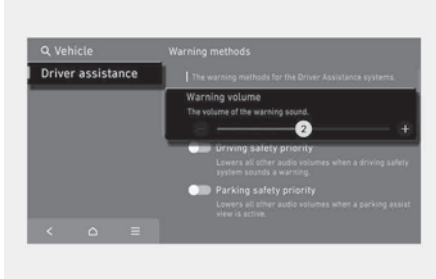 Vehicle
Warning methods
Driver assistance
The warning methods for the Driver Assistance systems.
Warning volume
The volume of the warning sound.
2
Driving safety priority
Lowers all other audio volumes when a driving safety
system sounds a warning.
Parking safety priority
Lowers all other audio volumes when a parking assist
view is active.